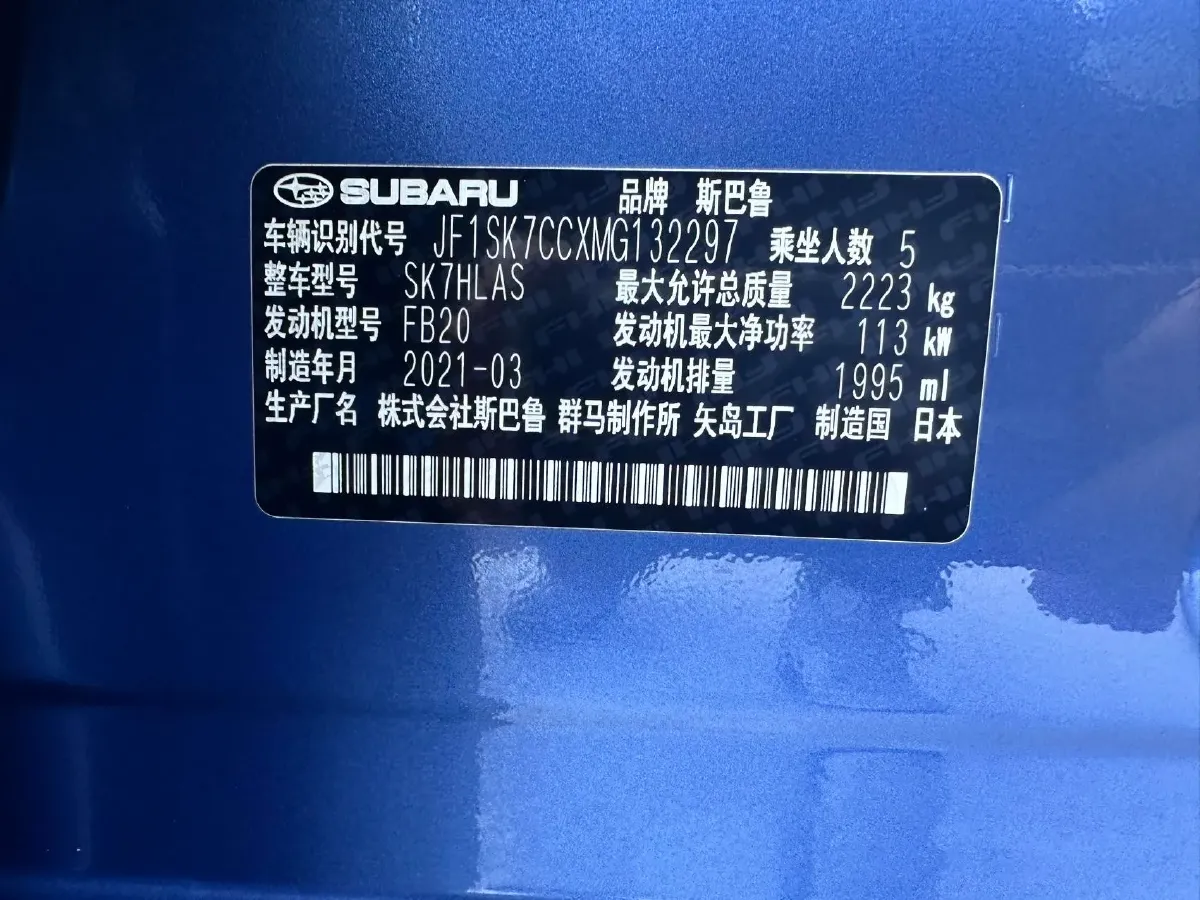 SUBARU 品牌 斯巴鲁
车辆识别代号 JF1SK7CCXMG132297 乘坐人数 5
整车型号 SK7HLAS 最大允许总质量 2223 kg
发动机型号 FB20 发动机最大净功率 113 kW
制造年月 2021-03 发动机排量 1995 ml
生产厂名 株式会社斯巴鲁 群马制作所 矢岛工厂 制造国 日本